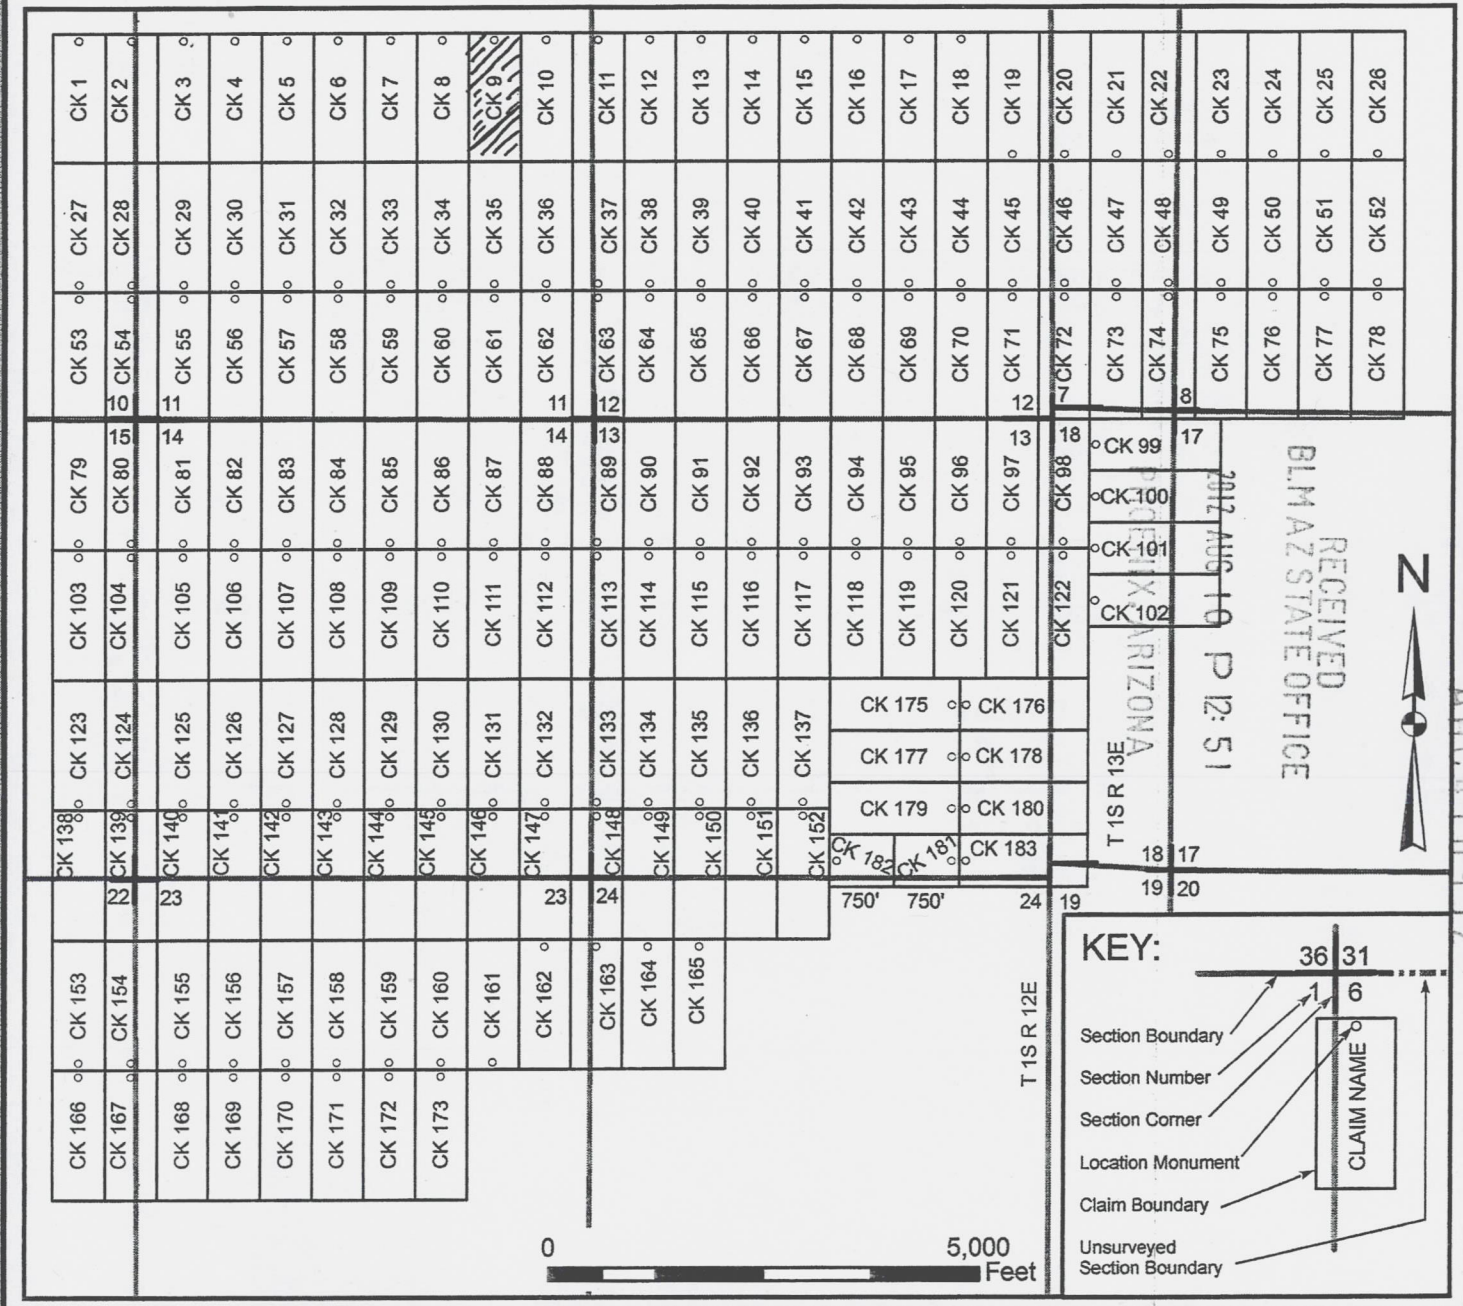 CK 1 CK 2 CK 3 CK 4 CK 5 CK 6 CK 7 CK 8 CK 9 CK 10 CK 11 CK 12 CK 13 CK 14 CK 15 CK 16 CK 17 CK 18 CK 19 CK 20 CK 21 CK 22 CK 23 CK 24 CK 25 CK 26
CK 27 CK 28 CK 29 CK 30 CK 31 CK 32 CK 33 CK 34 CK 35 CK 36 CK 37 CK 38 CK 39 CK 40 CK 41 CK 42 CK 43 CK 44 CK 45 CK 46 CK 47 CK 48 CK 49 CK 50 CK 51 CK 52
CK 53 CK 54 CK 55 CK 56 CK 57 CK 58 CK 59 CK 60 CK 61 CK 62 CK 63 CK 64 CK 65 CK 66 CK 67 CK 68 CK 69 CK 70 CK 71 CK 72 CK 73 CK 74 CK 75 CK 76 CK 77 CK 78
10 11 11 12 12 7 8
15 14 14 13 13 18 17
CK 79 CK 80 CK 81 CK 82 CK 83 CK 84 CK 85 CK 86 CK 87 CK 88 CK 89 CK 90 CK 91 CK 92 CK 93 CK 94 CK 95 CK 96 CK 97 CK 98
CK 99
CK 100
CK 101
CK 102
CK 103 CK 104 CK 105 CK 106 CK 107 CK 108 CK 109 CK 110 CK 111 CK 112 CK 113 CK 114 CK 115 CK 116 CK 117 CK 118 CK 119 CK 120 CK 121 CK 122
RECEIVED
BLM AZ STATE OFFICE
2012 AUG 10 P 12:51
PHOENIX, ARIZONA
N
CK 123 CK 124 CK 125 CK 126 CK 127 CK 128 CK 129 CK 130 CK 131 CK 132 CK 133 CK 134 CK 135 CK 136 CK 137
CK 175 CK 176
CK 177 CK 178
CK 179 CK 180
CK 182 CK 181 CK 183
T 1S R 13E
CK 138 CK 139 CK 140 CK 141 CK 142 CK 143 CK 144 CK 145 CK 146 CK 147 CK 148 CK 149 CK 150 CK 151 CK 152
18 17
19 20
22 23 23 24 750' 750' 24 19
CK 153 CK 154 CK 155 CK 156 CK 157 CK 158 CK 159 CK 160 CK 161 CK 162 CK 163 CK 164 CK 165
T 1S R 12E
CK 166 CK 167 CK 168 CK 169 CK 170 CK 171 CK 172 CK 173
0 5,000
Feet
KEY:
36 31
1 6
Section Boundary
Section Number
Section Corner
Location Monument
Claim Boundary
Unsurveyed
Section Boundary
CLAIM NAME